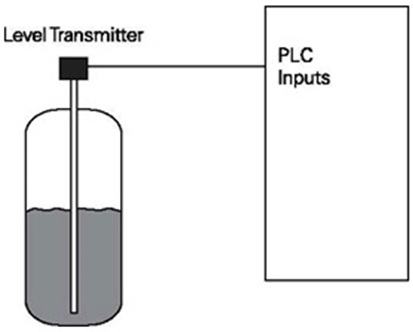 Level Transmitter
PLC
Inputs